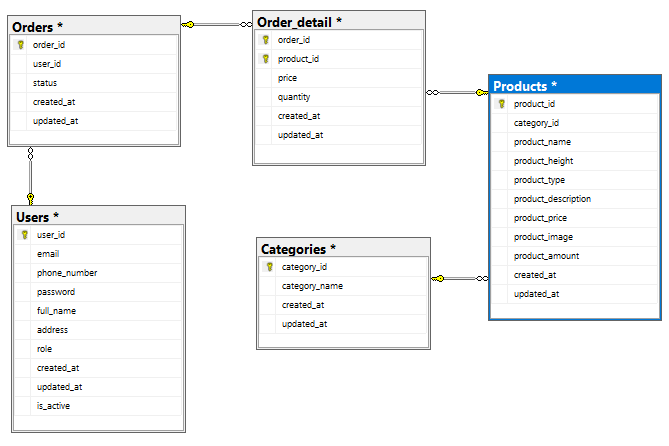 Orders *
order_id
user_id
status
created_at
updated_at
Order_detail *
order_id
product_id
price
quantity
created_at
updated_at
Products *
product_id
category_id
product_name
product_height
product_type
product_description
product_price
product_image
product_amount
created_at
updated_at
Users *
user_id
email
phone_number
password
full_name
address
role
created_at
updated_at
is_active
Categories *
category_id
category_name
created_at
updated_at